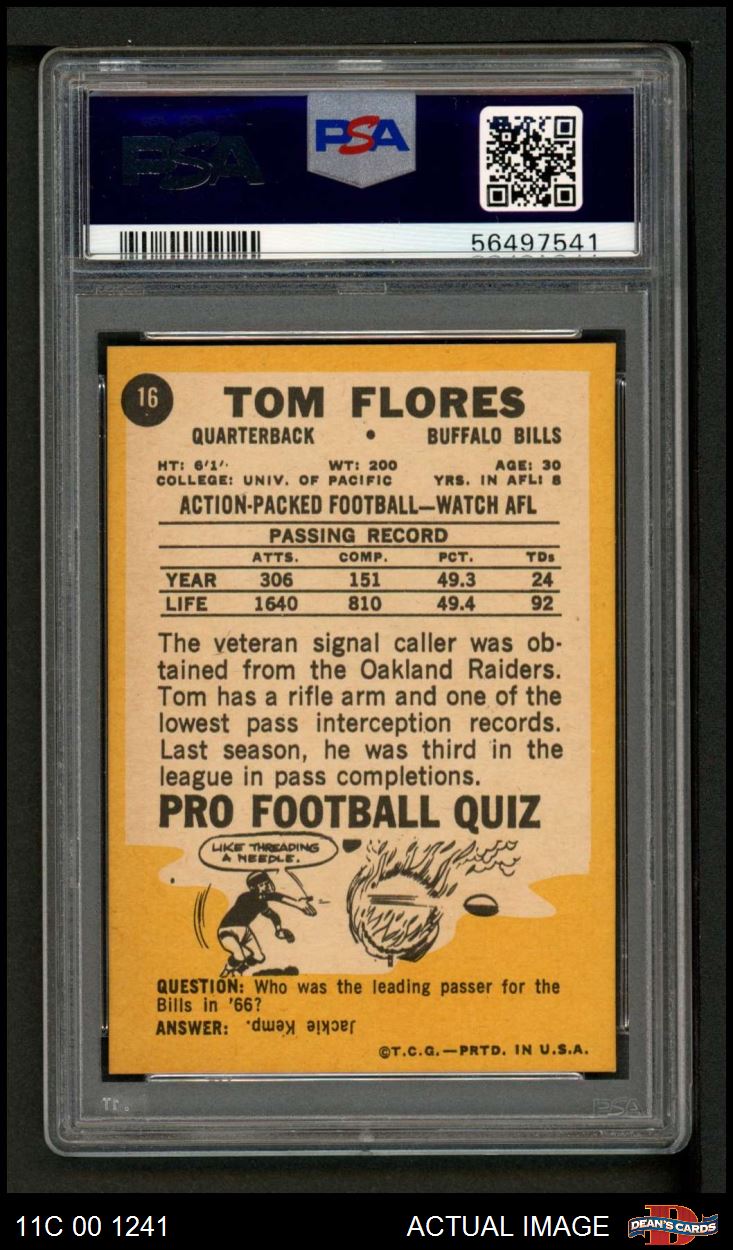 PSA
PSA
56497541
16
TOM FLORES
QUARTERBACK • BUFFALO BILLS
HT: 6'1" WT: 200 AGE: 30
COLLEGE: UNIV. OF PACIFIC YRS. IN AFL: 8
ACTION-PACKED FOOTBALL—WATCH AFL
PASSING RECORD
ATTS. COMP. PCT. TDs
YEAR 306 151 49.3 24
LIFE 1640 810 49.4 92
The veteran signal caller was ob-
tained from the Oakland Raiders.
Tom has a rifle arm and one of the
lowest pass interception records.
Last season, he was third in the
league in pass completions.
PRO FOOTBALL QUIZ
LIKE THREADING
A NEEDLE.
QUESTION: Who was the leading passer for the
Bills in '66?
ANSWER: Jackie Kemp.
©T.C.G.—PRTD. IN U.S.A.
PSA
11C 00 1241
ACTUAL IMAGE
DEAN'S CARDS